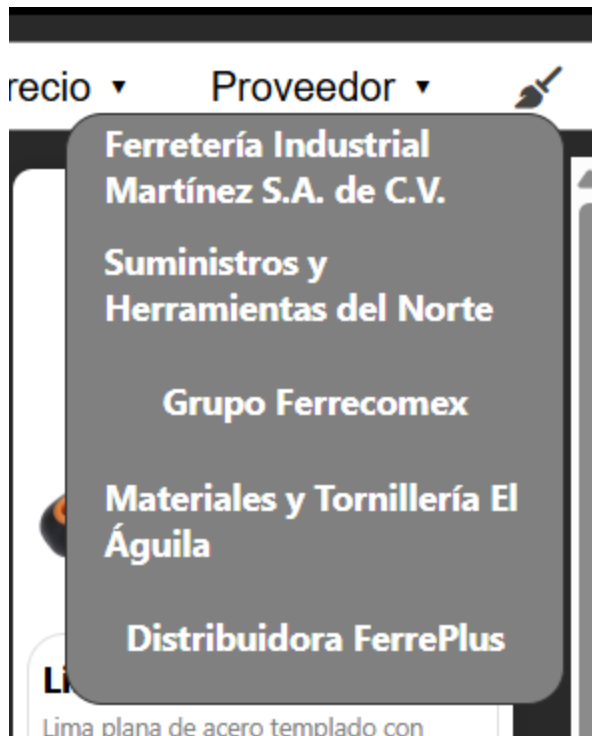 recio ▾
Proveedor ▾
Ferretería Industrial
Martínez S.A. de C.V.
Suministros y
Herramientas del Norte
Grupo Ferrecomex
Materiales y Tornillería El
Águila
Distribuidora FerrePlus
Li
Lima plana de acero templado con